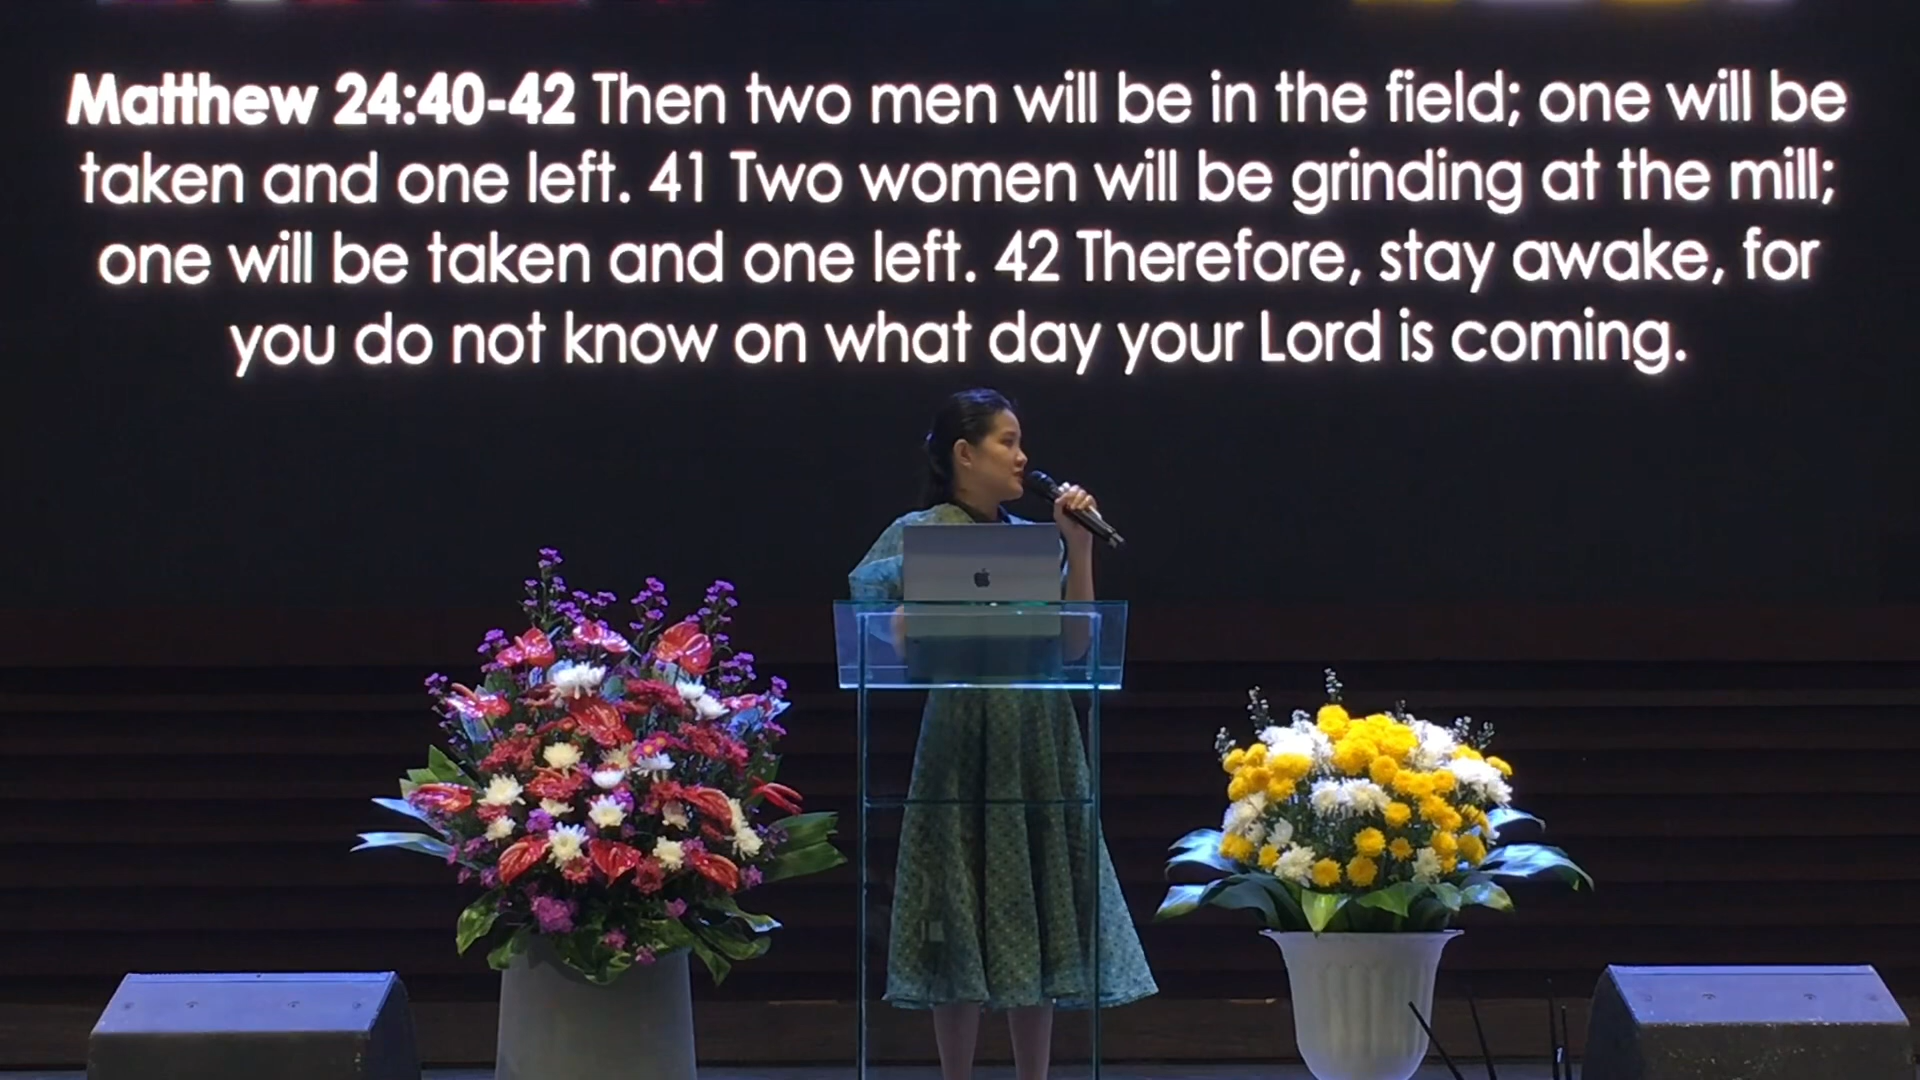 Matthew 24:40-42 Then two men will be in the field; one will be
taken and one left. 41 Two women will be grinding at the mill;
one will be taken and one left. 42 Therefore, stay awake, for
you do not know on what day your Lord is coming.